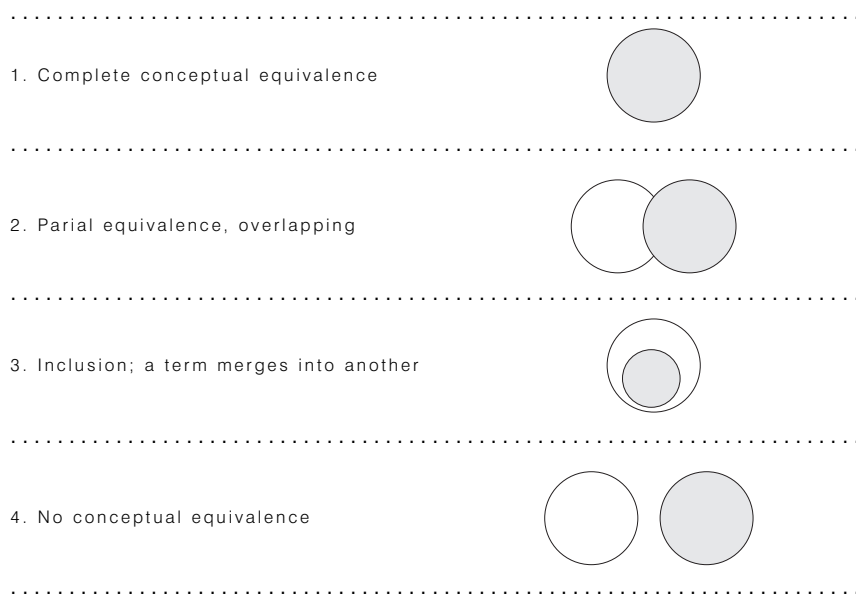 1. Complete conceptual equivalence
2. Parial equivalence, overlapping
3. Inclusion; a term merges into another
4. No conceptual equivalence